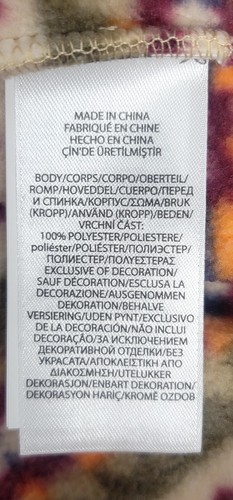 MADE IN CHINA
FABRIQUÉ EN CHINE
HECHO EN CHINA
ÇİN'DE ÜRETİLMİŞTİR
BODY/CORPS/CORPO/OBERTEIL/
ROMP/HOVEDDEL/CUERPO/ПЕРЕД
И СПИНКА/КОРПУС/ΣΩΜΑ/BRUK
(KROPP)/ANVÄND (KROPP)/BEDEN/
VRCHNÍ ČÁST:
100% POLYESTER/POLIESTERE/
poliéster/POLIÉSTER/ПОЛИЭСТЕР/
ПОЛИЕСТЕР/ΠΟΛΥΕΣΤΕΡΑΣ
EXCLUSIVE OF DECORATION/
SAUF DÉCORATION/ESCLUSA LA
DECORAZIONE/AUSGENOMMEN
DEKORATION/BEHALVE
VERSIERING/UDEN PYNT/EXCLUSIVO
DE LA DECORACIÓN/NÃO INCLUI
DECORAÇÃO/ЗА ИСКЛЮЧЕНИЕМ
ДЕКОРАТИВНОЙ ОТДЕЛКИ/БЕЗ
УКРАСАТА/ΑΠΟΚΛΕΙΣΤΙΚΗ ΑΠΟ
ΔΙΑΚΟΣΜΗΣΗ/UTELUKKER
DEKORASJON/ENBART DEKORATION/
DEKORASYON HARİÇ/KROMĚ OZDOB